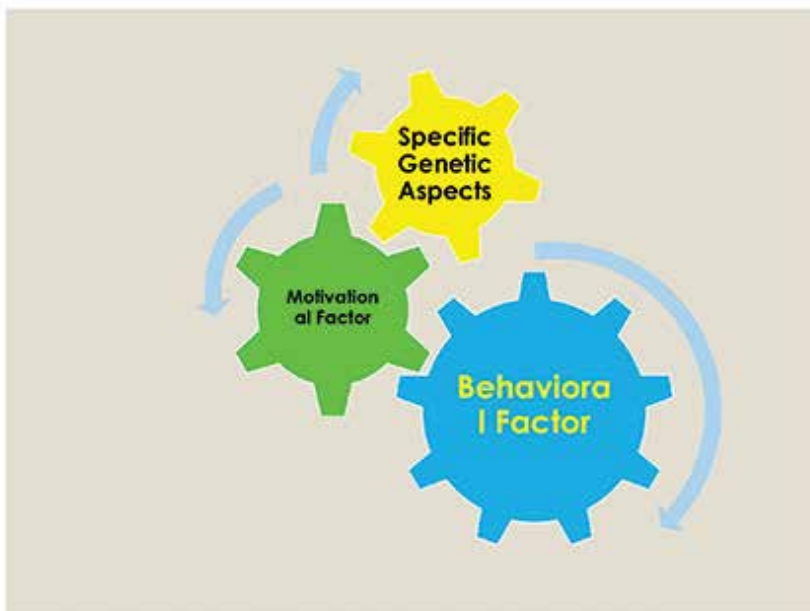 Specific
Genetic
Aspects
Motivation
al Factor
Behaviora
l Factor